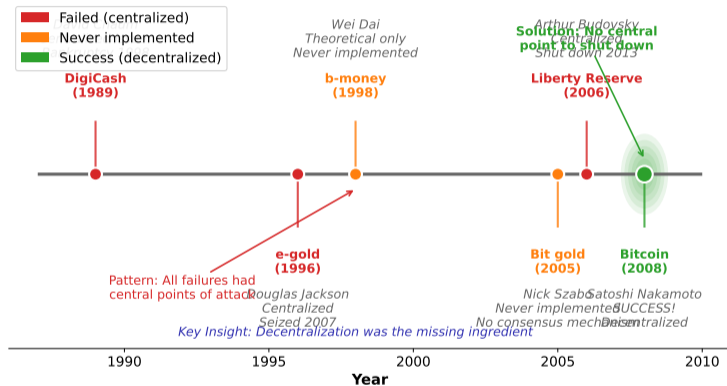 Failed (centralized)
Never implemented
Success (decentralized)
Wei Dai
Theoretical only
Never implemented
Arthur Budovsky
Centralized
Shut down 2013
Solution: No central
point to shut down
DigiCash
(1989)
b-money
(1998)
Liberty Reserve
(2006)
e-gold
(1996)
Bit gold
(2005)
Bitcoin
(2008)
Pattern: All failures had
central points of attack
Douglas Jackson
Centralized
Seized 2007
Nick Szabo
Never implemented
No consensus mechanism
Satoshi Nakamoto
SUCCESS!
Decentralized
Key Insight: Decentralization was the missing ingredient
1990
1995
2000
2005
2010
Year